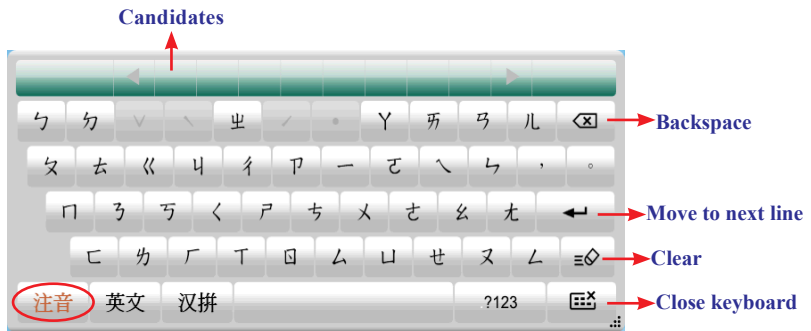 Candidates
ㄅ ㄉ ˇ ˋ ㄓ ˊ ˙ ㄚ ㄞ ㄢ ㄦ Backspace
ㄆ ㄊ ㄍ ㄐ ㄔ ㄗ ㄧ ㄛ ㄟ ㄣ , 。
ㄇ ㄋ ㄎ ㄑ ㄕ ㄘ ㄨ ㄜ ㄠ ㄤ Move to next line
ㄈ ㄌ ㄏ ㄒ ㄖ ㄙ ㄩ ㄝ ㄡ ㄥ Clear
注音 英文 汉拼 .?123 Close keyboard